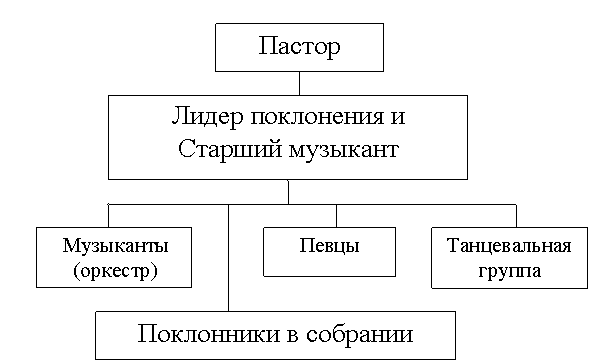 Пастор
Лидер поклонения и
Старший музыкант
Музыканты
(оркестр)
Певцы
Танцевальная
группа
Поклонники в собрании